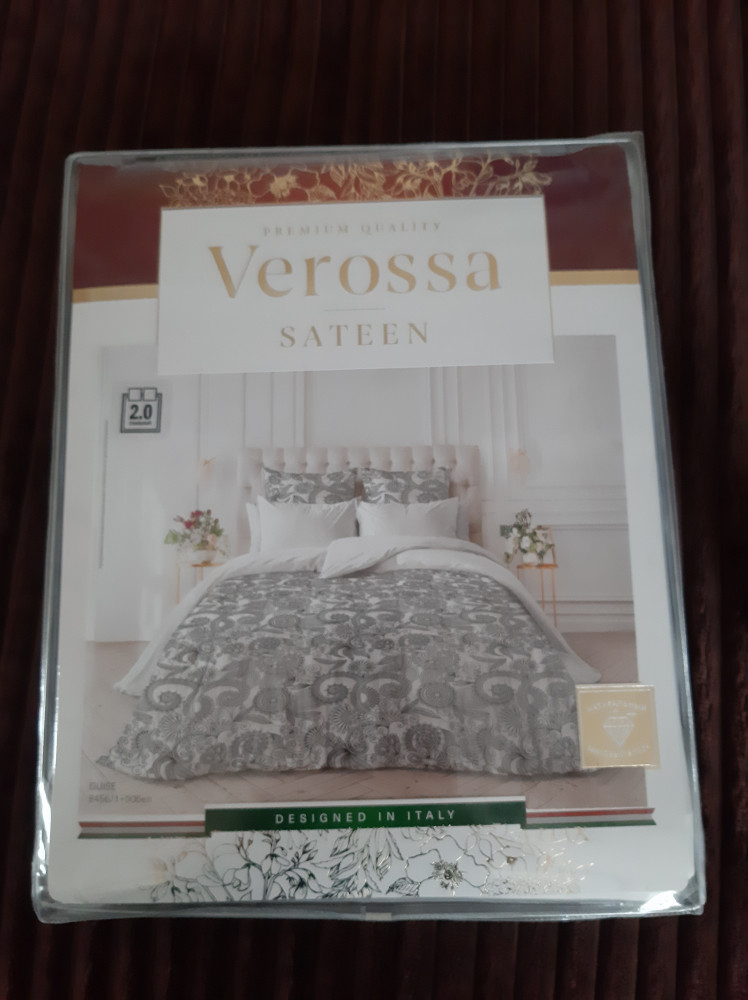 PREMIUM QUALITY
Verossa
SATEEN
2.0
DESIGNED IN ITALY